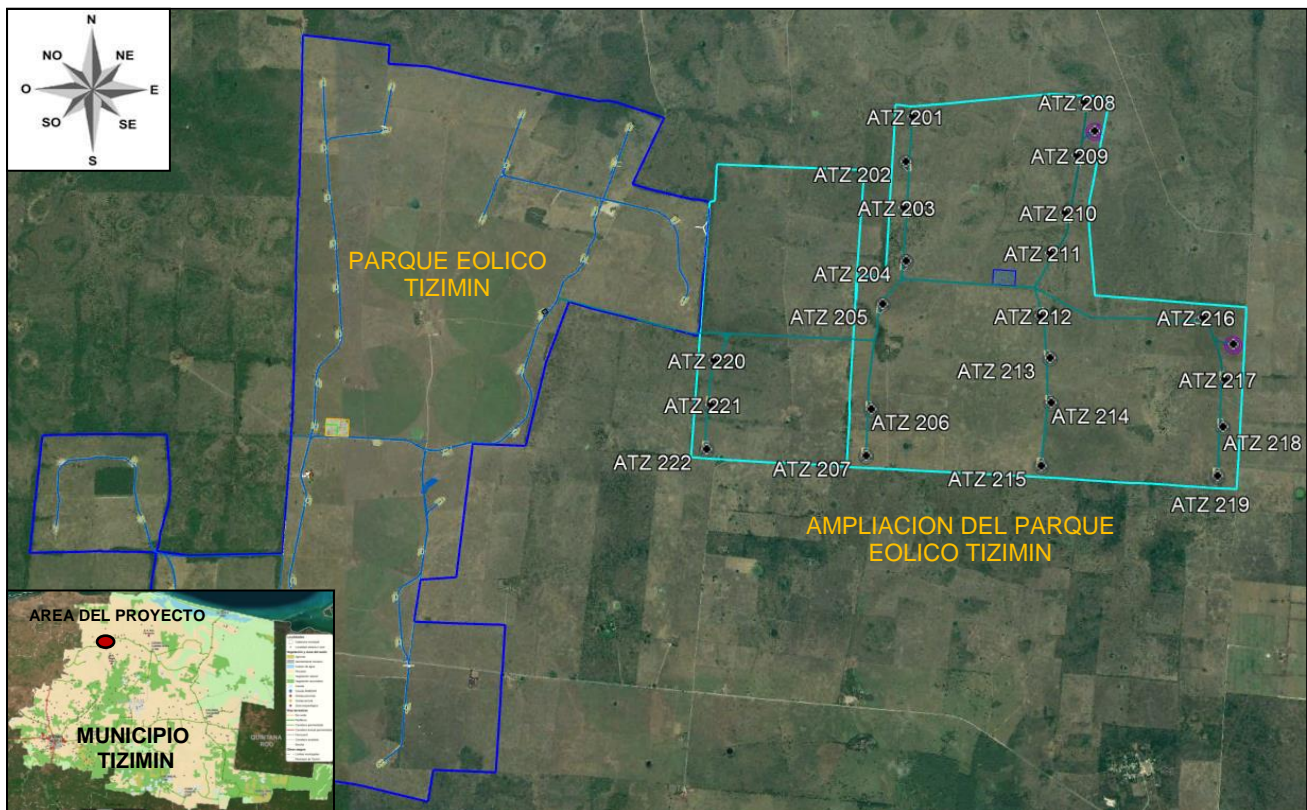 N
NO
NE
O
E
SO
SE
S
ATZ 208
ATZ 201
ATZ 209
ATZ 202
ATZ 203
ATZ 210
PARQUE EOLICO
TIZIMIN
ATZ 211
ATZ 204
ATZ 205
ATZ 212
ATZ 216
ATZ 220
ATZ 213
ATZ 217
ATZ 221
ATZ 206
ATZ 214
ATZ 218
ATZ 222
ATZ 207
ATZ 215
ATZ 219
AMPLIACION DEL PARQUE
EOLICO TIZIMIN
AREA DEL PROYECTO
MUNICIPIO
TIZIMIN
QUINTANA
ROO